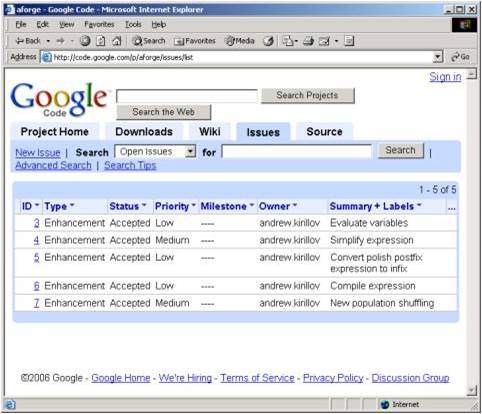 aforge - Google Code - Microsoft Internet Explorer
File Edit View Favorites Tools Help
Back Search Favorites Media
Address http://code.google.com/p/aforge/issues/list Go
Sign in
Google Code
Search Projects
Search the Web
Project Home Downloads Wiki Issues Source
New Issue | Search Open Issues for Search |
Advanced Search | Search Tips
1 - 5 of 5
ID Type Status Priority Milestone Owner Summary + Labels ...
3 Enhancement Accepted Low ---- andrew.kirillov Evaluate variables
4 Enhancement Accepted Medium ---- andrew.kirillov Simplify expression
5 Enhancement Accepted Low ---- andrew.kirillov Convert polish postfix
expression to infix
6 Enhancement Accepted Low ---- andrew.kirillov Compile expression
7 Enhancement Accepted Medium ---- andrew.kirillov New population shuffling
©2006 Google - Google Home - We're Hiring - Terms of Service - Privacy Policy - Discussion Group
Internet